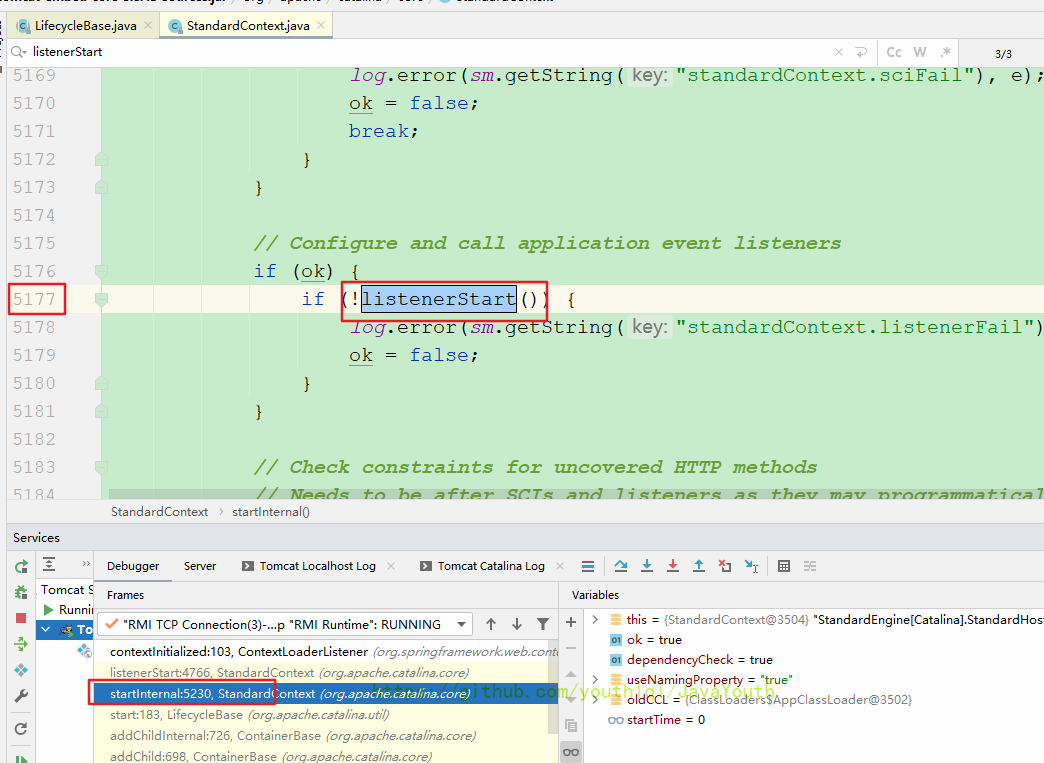 LifecycleBase.java × StandardContext.java ×
listenerStart × Cc W .* 3/3
5169 log.error(sm.getString( key: "standardContext.sciFail"), e);
5170 ok = false;
5171 break;
5172 }
5173 }
5174
5175 // Configure and call application event listeners
5176 if (ok) {
5177 if (!listenerStart()) {
5178 log.error(sm.getString( key: "standardContext.listenerFail")
5179 ok = false;
5180 }
5181 }
5182
5183 // Check constraints for uncovered HTTP methods
5184 // Needs to be after SCIs and listeners as they may programmatical
StandardContext › startInternal()
Services
Debugger Server Tomcat Localhost Log × Tomcat Catalina Log ×
Tomcat S
Runnin
To
Frames
"RMI TCP Connection(3)-...p "RMI Runtime": RUNNING
contextInitialized:103, ContextLoaderListener (org.springframework.web.conte
listenerStart:4766, StandardContext (org.apache.catalina.core)
startInternal:5230, StandardContext (org.apache.catalina.core)
start:183, LifecycleBase (org.apache.catalina.util)
addChildInternal:726, ContainerBase (org.apache.catalina.core)
addChild:698, ContainerBase (org.apache.catalina.core)
Variables
this = {StandardContext@3504} "StandardEngine[Catalina].StandardHos
ok = true
dependencyCheck = true
useNamingProperty = "true"
oldCCL = {ClassLoaders$AppClassLoader@3502}
startTime = 0